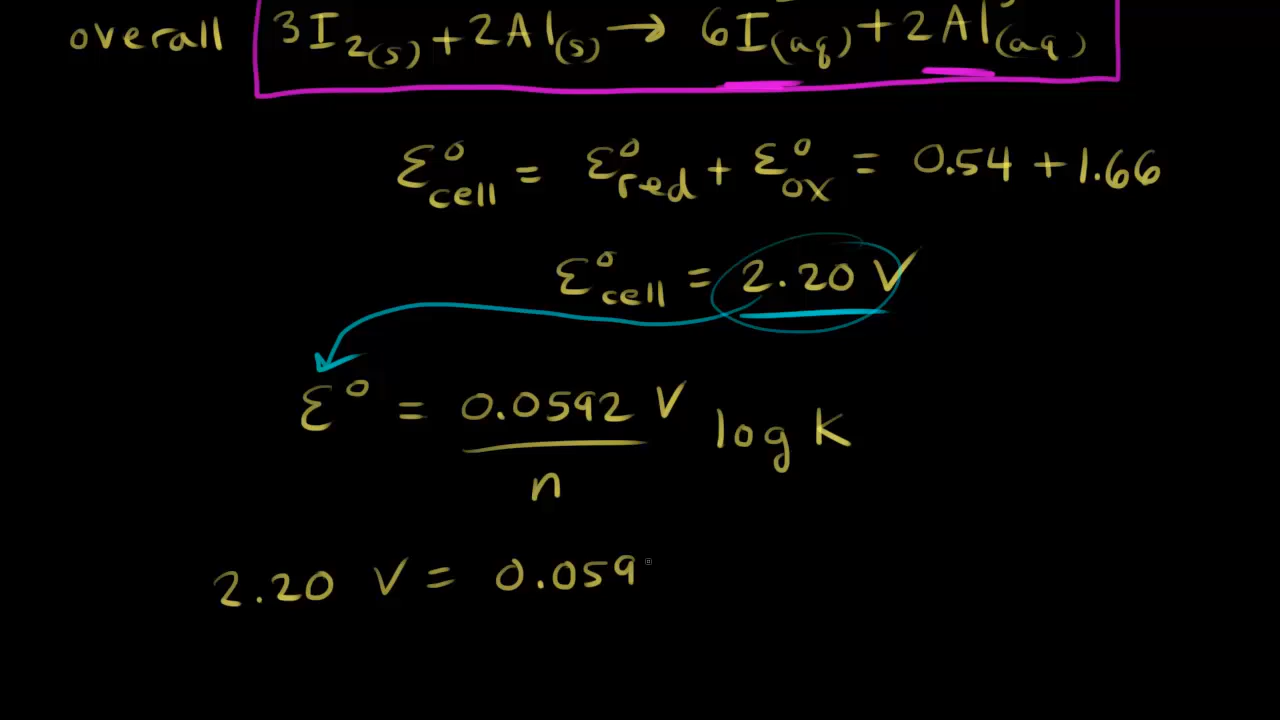 overall 3I2(s) + 2Al(s) → 6I-(aq) + 2Al3+(aq)
ε°cell = ε°red + ε°ox = 0.54 + 1.66
ε°cell = 2.20 V
ε° = 0.0592 V / n log K
2.20 V = 0.059